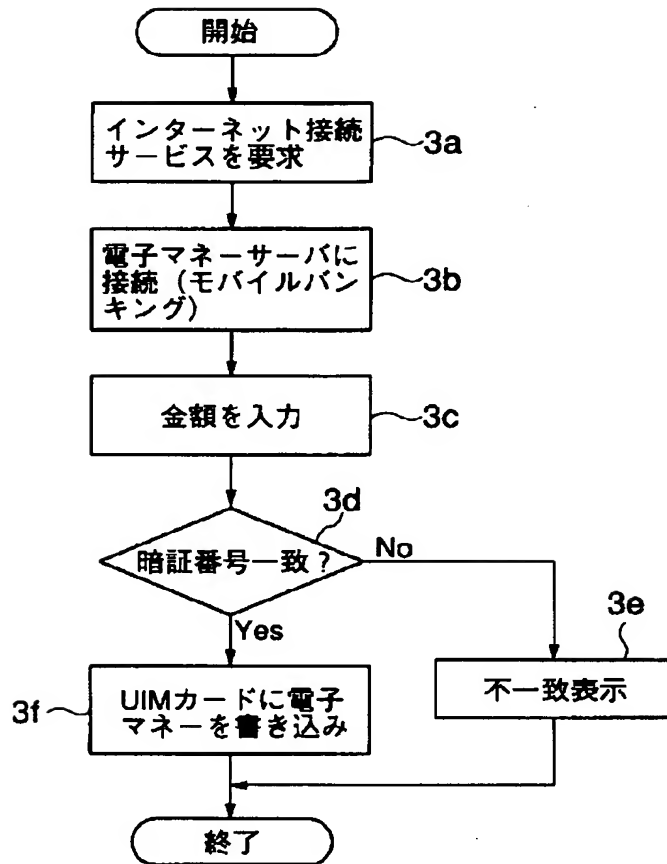 開始
インターネット接続
サービスを要求
3a
電子マネーサーバに
接続（モバイルバン
キング）
3b
金額を入力
3c
3d
暗証番号一致？
No
Yes
3e
不一致表示
3f
UIMカードに電子
マネーを書き込み
終了